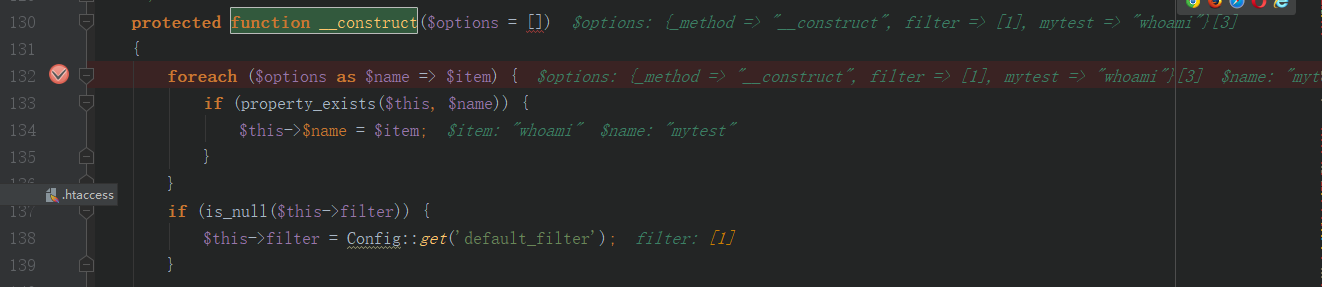 130 protected function __construct($options = []) $options: {_method => "__construct", filter => [1], mytest => "whoami"}[3]
131 {
132 foreach ($options as $name => $item) { $options: {_method => "__construct", filter => [1], mytest => "whoami"}[3] $name: "myt
133 if (property_exists($this, $name)) {
134 $this->$name = $item; $item: "whoami" $name: "mytest"
135 }
}
.htaccess
137 if (is_null($this->filter)) {
138 $this->filter = Config::get('default_filter'); filter: [1]
139 }